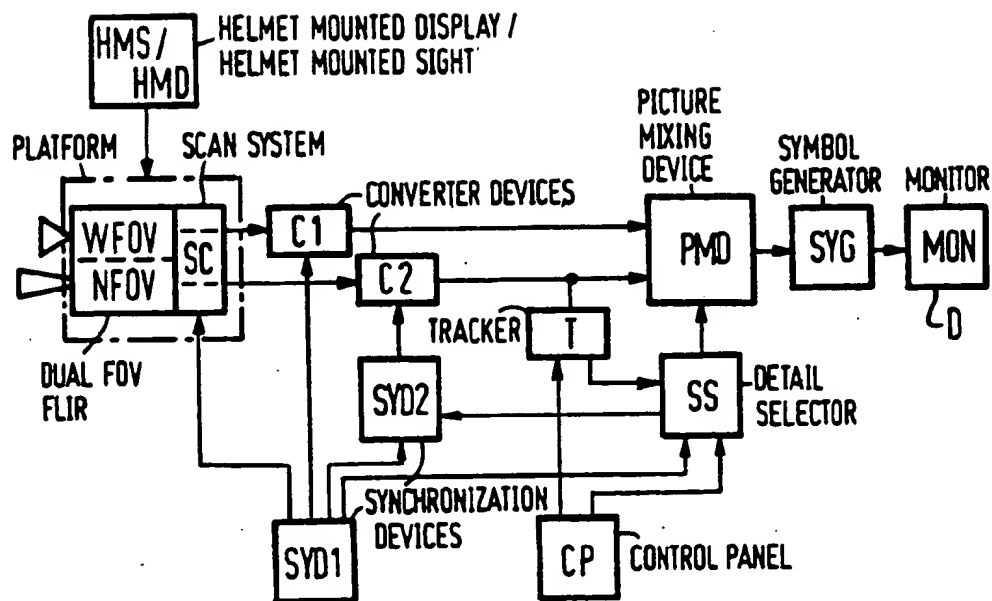 HMS/
HMD
HELMET MOUNTED DISPLAY /
HELMET MOUNTED SIGHT
PLATFORM
SCAN SYSTEM
WFOV
NFOV
SC
DUAL FOV
FLIR
CONVERTER DEVICES
C1
C2
PICTURE
MIXING
DEVICE
PMD
SYMBOL
GENERATOR
SYG
MONITOR
MON
D
TRACKER
T
SYD2
SS
DETAIL
SELECTOR
SYNCHRONIZATION
DEVICES
SYD1
CP
CONTROL PANEL